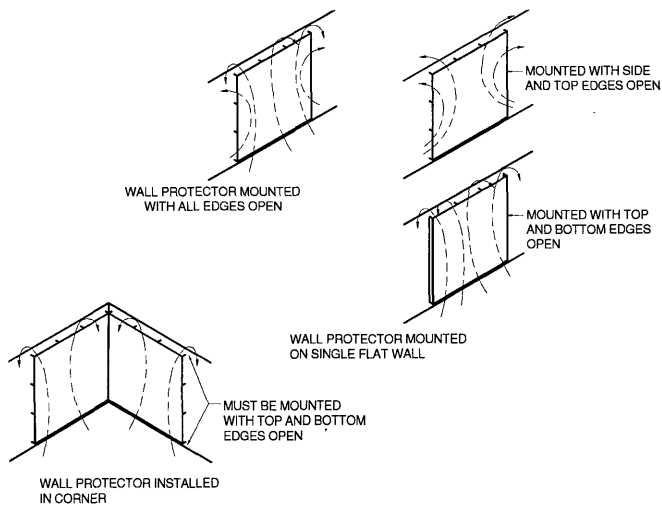 MOUNTED WITH SIDE
AND TOP EDGES OPEN
WALL PROTECTOR MOUNTED
WITH ALL EDGES OPEN
MOUNTED WITH TOP
AND BOTTOM EDGES
OPEN
WALL PROTECTOR MOUNTED
ON SINGLE FLAT WALL
MUST BE MOUNTED
WITH TOP AND BOTTOM
EDGES OPEN
WALL PROTECTOR INSTALLED
IN CORNER